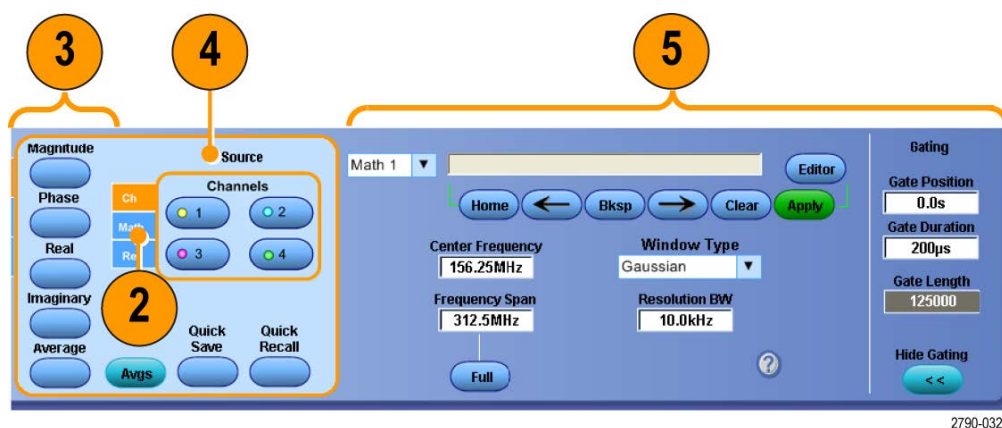 3
4
5
Magnitude
Phase
Real
Imaginary
Average
Source
Ch
Math
Channels
1
2
3
4
2
Avgs
Quick Save
Quick Recall
Math 1
Editor
Home
Bksp
Clear
Apply
Center Frequency
156.25MHz
Frequency Span
312.5MHz
Full
Window Type
Gaussian
Resolution BW
10.0kHz
?
Gating
Gate Position
0.0s
Gate Duration
200µs
Gate Length
125000
Hide Gating
<<
2790-032